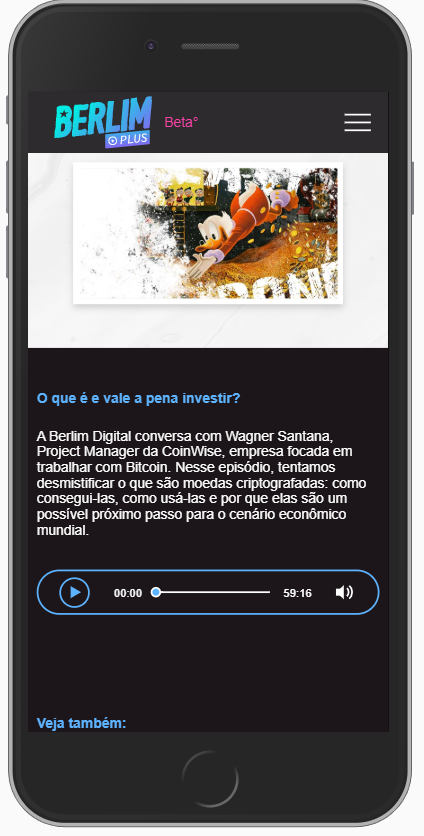 BERLIM
PLUS
Beta°
O que é e vale a pena investir?
A Berlim Digital conversa com Wagner Santana,
Project Manager da CoinWise, empresa focada em
trabalhar com Bitcoin. Nesse episódio, tentamos
desmistificar o que são moedas criptografadas: como
consegui-las, como usá-las e por que elas são um
possível próximo passo para o cenário econômico
mundial.
00:00
59:16
Veja também: